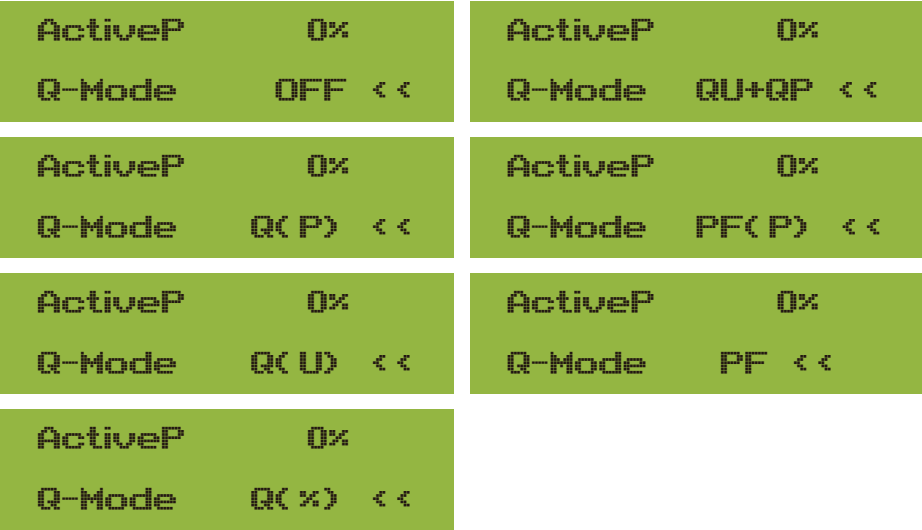 ActiveP 0%
Q-Mode OFF <<
ActiveP 0%
Q-Mode QU+QP <<
ActiveP 0%
Q-Mode Q(P) <<
ActiveP 0%
Q-Mode PF(P) <<
ActiveP 0%
Q-Mode Q(U) <<
ActiveP 0%
Q-Mode PF <<
ActiveP 0%
Q-Mode Q(%) <<